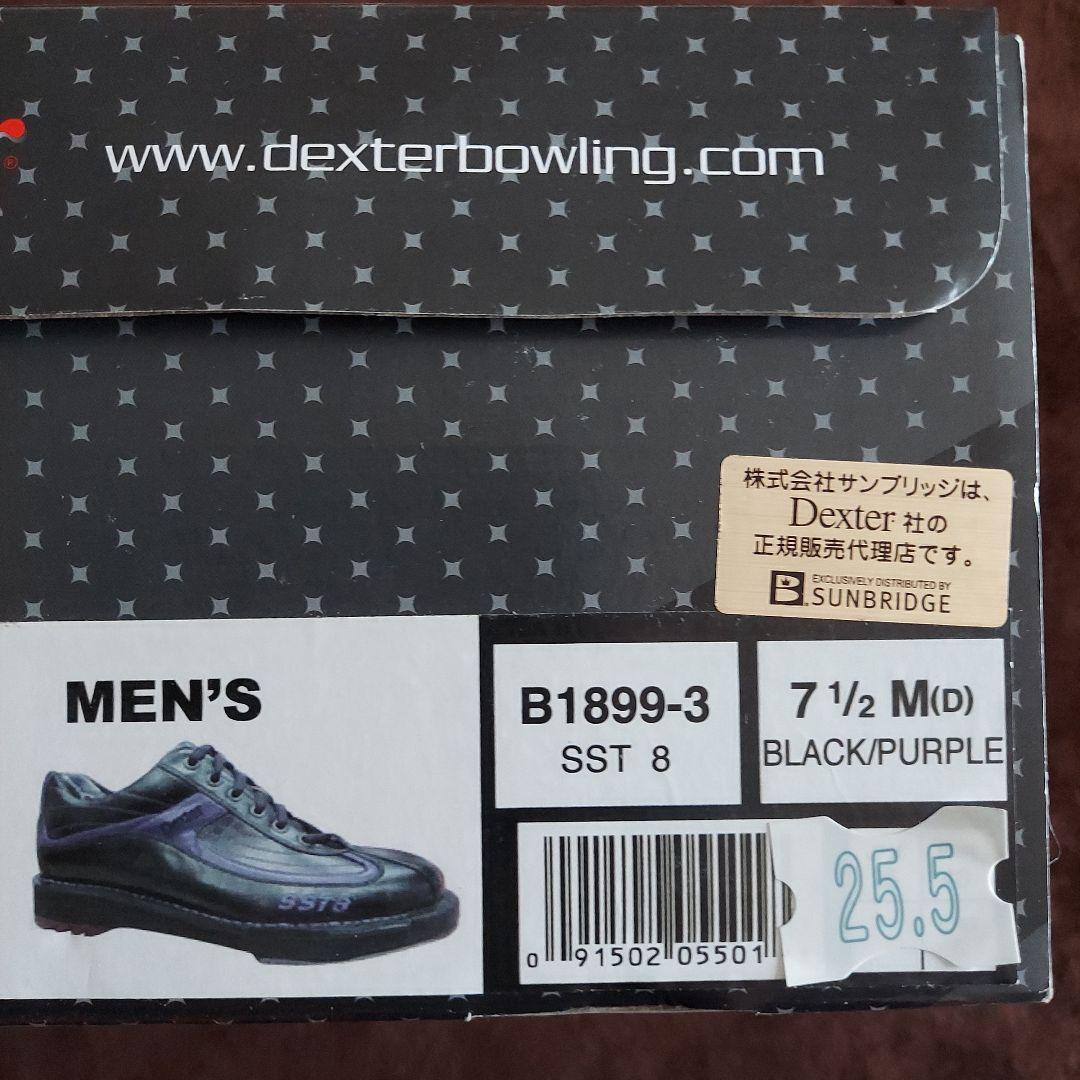 www.dexterbowling.com
®
株式会社サンブリッジは、
Dexter 社の
正規販売代理店です。
B
EXCLUSIVELY DISTRIBUTED BY
SUNBRIDGE
MEN'S
SST8
B1899-3
SST 8
7 1/2 M(D)
BLACK/PURPLE
25.5
0 91502 05501